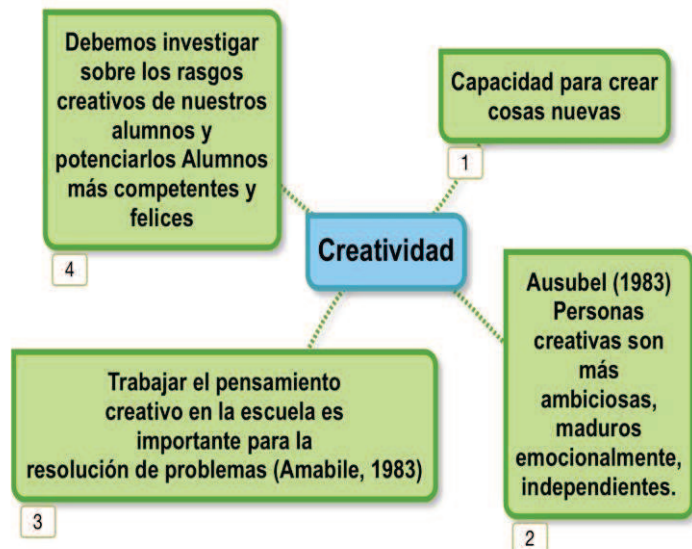 Creatividad
Capacidad para crear
cosas nuevas
1
Ausubel (1983)
Personas
creativas son
más
ambiciosas,
maduros
emocionalmente,
independientes.
2
Trabajar el pensamiento
creativo en la escuela es
importante para la
resolución de problemas (Amabile, 1983)
3
Debemos investigar
sobre los rasgos
creativos de nuestros
alumnos y
potenciarlos Alumnos
más competentes y
felices
4